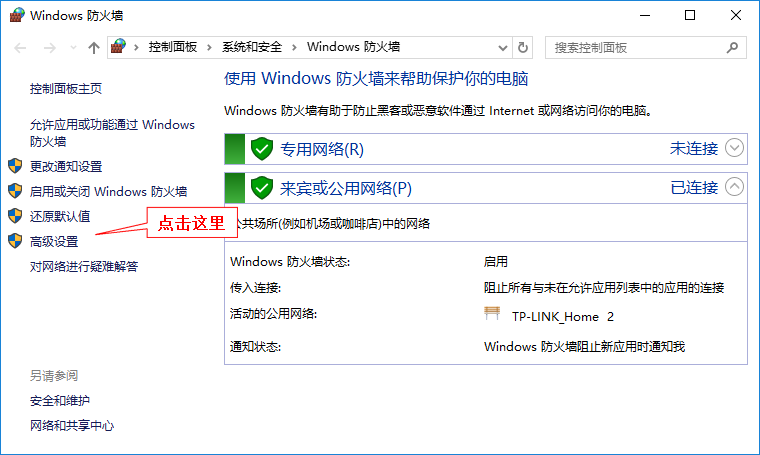 Windows 防火墙
控制面板 系统和安全 Windows 防火墙
搜索控制面板
控制面板主页
允许应用或功能通过 Windows
防火墙
更改通知设置
启用或关闭 Windows 防火墙
还原默认值
高级设置
对网络进行疑难解答
点击这里
另请参阅
安全和维护
网络和共享中心
使用 Windows 防火墙来帮助保护你的电脑
Windows 防火墙有助于防止黑客或恶意软件通过 Internet 或网络访问你的电脑。
专用网络(R) 未连接
来宾或公用网络(P) 已连接
公共场所(例如机场或咖啡店)中的网络
Windows 防火墙状态: 启用
传入连接: 阻止所有与未在允许应用列表中的应用的连接
活动的公用网络: TP-LINK_Home 2
通知状态: Windows 防火墙阻止新应用时通知我